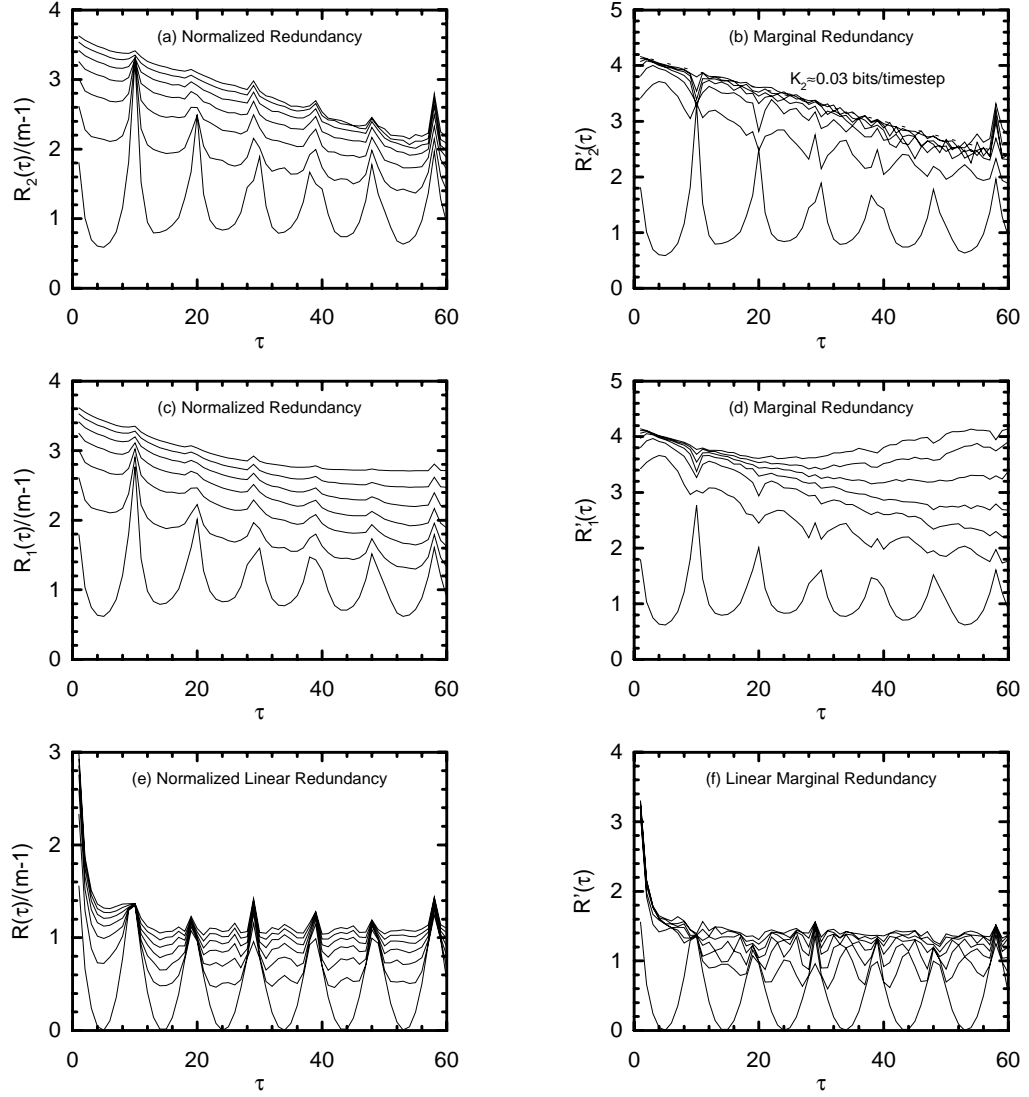 (a) Normalized Redundancy
R₂(τ)/(m-1)
4
3
2
1
0
0 20 40 60
τ
(b) Marginal Redundancy
K₂≈0.03 bits/timestep
R₂'(τ)
5
4
3
2
1
0
0 20 40 60
τ
(c) Normalized Redundancy
R₁(τ)/(m-1)
4
3
2
1
0
0 20 40 60
τ
(d) Marginal Redundancy
R₁'(τ)
5
4
3
2
1
0
0 20 40 60
τ
(e) Normalized Linear Redundancy
R(τ)/(m-1)
3
2
1
0
0 20 40 60
τ
(f) Linear Marginal Redundancy
R'(τ)
4
3
2
1
0
0 20 40 60
τ